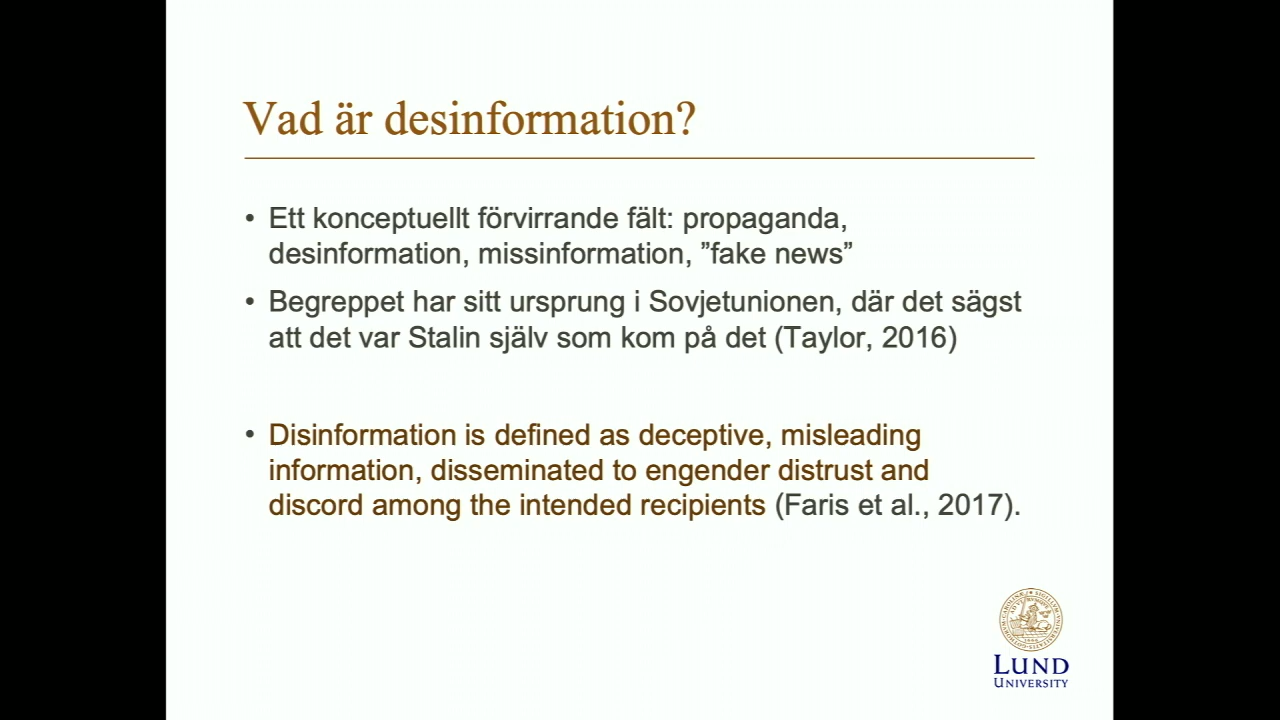 Vad är desinformation?
• Ett konceptuellt förvirrande fält: propaganda,
desinformation, missinformation, ”fake news”
• Begreppet har sitt ursprung i Sovjetunionen, där det sägst
att det var Stalin själv som kom på det (Taylor, 2016)
• Disinformation is defined as deceptive, misleading
information, disseminated to engender distrust and
discord among the intended recipients (Faris et al., 2017).
LUND
UNIVERSITY